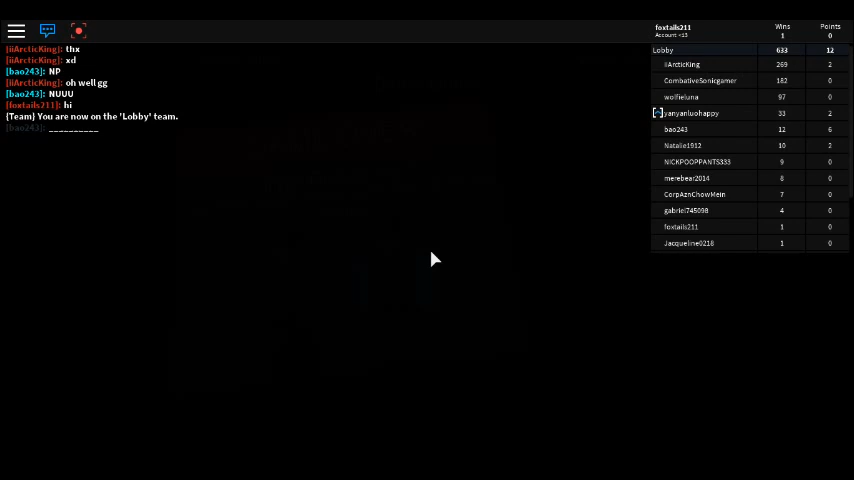 foxtails211 Wins Points
Account <13 1 0
[iiArcticKing]: thx
[iiArcticKing]: xd
[bao243]: NP
[iiArcticKing]: oh well gg
[bao243]: NUUU
[foxtails211]: hi
{Team} You are now on the 'Lobby' team.
[bao243]: __________
Lobby 633 12
iiArcticKing 269 2
CombativeSonicgamer 182 0
wolfieluna 97 0
yanyanluohappy 33 2
bao243 12 6
Natalie1912 10 2
NICKPOOPPANTS333 9 0
merebear2014 8 0
CorpAznChowMein 7 0
gabriel745098 4 0
foxtails211 1 0
Jacqueline0218 1 0